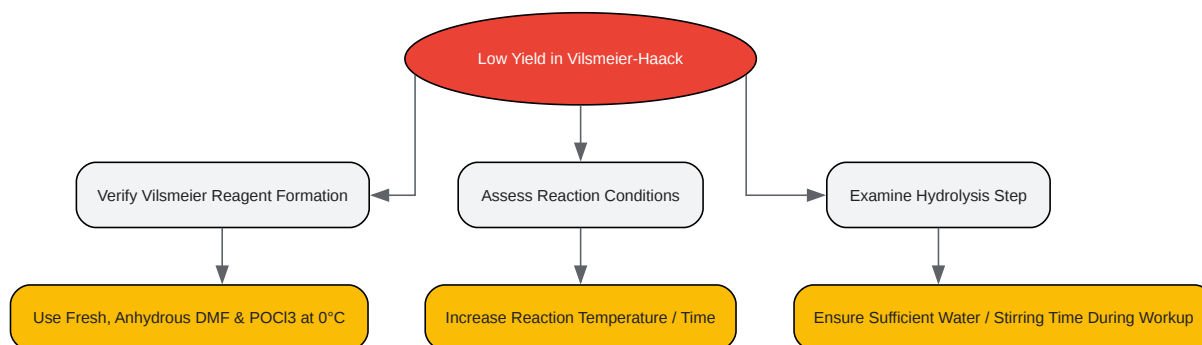 Low Yield in Vilsmeier-Haack
Verify Vilsmeier Reagent Formation
Assess Reaction Conditions
Examine Hydrolysis Step
Use Fresh, Anhydrous DMF & POCl3 at 0°C
Increase Reaction Temperature / Time
Ensure Sufficient Water / Stirring Time During Workup